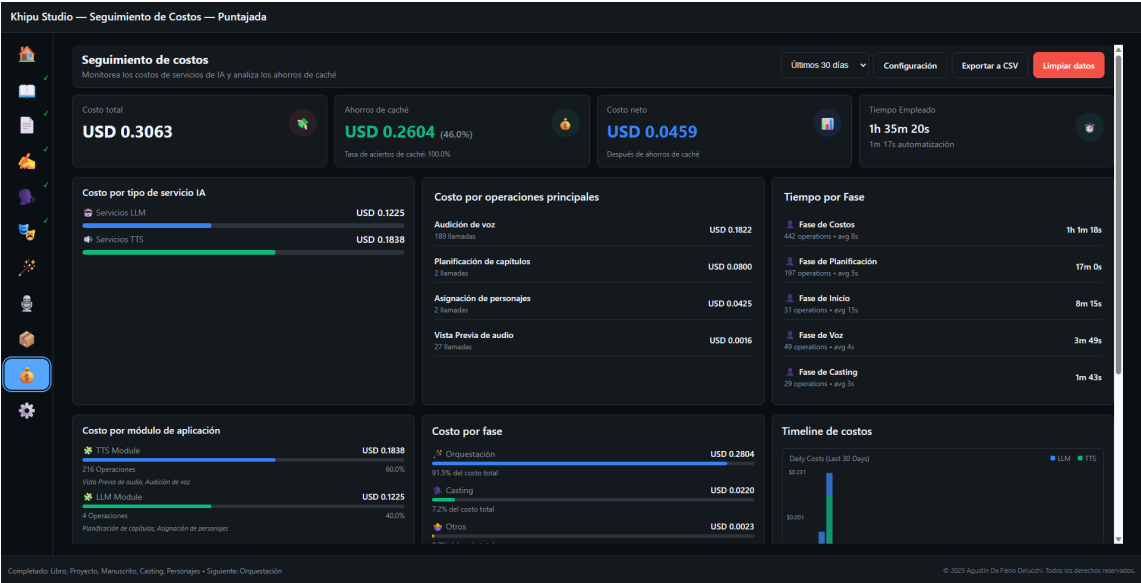 Khipu Studio — Seguimiento de Costos — Puntajada
Seguimiento de costos
Monitorea los costos de servicios de IA y analiza los ahorros de caché
Últimos 30 días
Configuración
Exportar a CSV
Limpiar datos
Costo total
USD 0.3063
Ahorros de caché
USD 0.2604 (46.0%)
Tasa de aciertos de caché: 100.0%
Costo neto
USD 0.0459
Después de ahorros de caché
Tiempo Empleado
1h 35m 20s
1m 17s automatización
Costo por tipo de servicio IA
Servicios LLM USD 0.1225
Servicios TTS USD 0.1838
Costo por operaciones principales
Audición de voz USD 0.1822
189 llamadas
Planificación de capítulos USD 0.0800
2 llamadas
Asignación de personajes USD 0.0425
2 llamadas
Vista Previa de audio USD 0.0016
27 llamadas
Tiempo por Fase
Fase de Costos 1h 1m 18s
442 operations • avg 8s
Fase de Planificación 17m 0s
197 operations • avg 5s
Fase de Inicio 8m 15s
31 operations • avg 15s
Fase de Voz 3m 49s
49 operations • avg 4s
Fase de Casting 1m 43s
29 operations • avg 3s
Costo por módulo de aplicación
TTS Module USD 0.1838
216 Operaciones 60.0%
Vista Previa de audio, Audición de voz
LLM Module USD 0.1225
4 Operaciones 40.0%
Planificación de capítulos, Asignación de personajes
Costo por fase
Orquestación USD 0.2804
91.5% del costo total
Casting USD 0.0220
7.2% del costo total
Otros USD 0.0023
Timeline de costos
Daily Costs (Last 30 Days) LLM TTS
$0.231
$0.001
Completado: Libro, Proyecto, Manuscrito, Casting, Personajes • Siguiente: Orquestación
© 2025 Agustín Da Fieno Delucchi. Todos los derechos reservados.